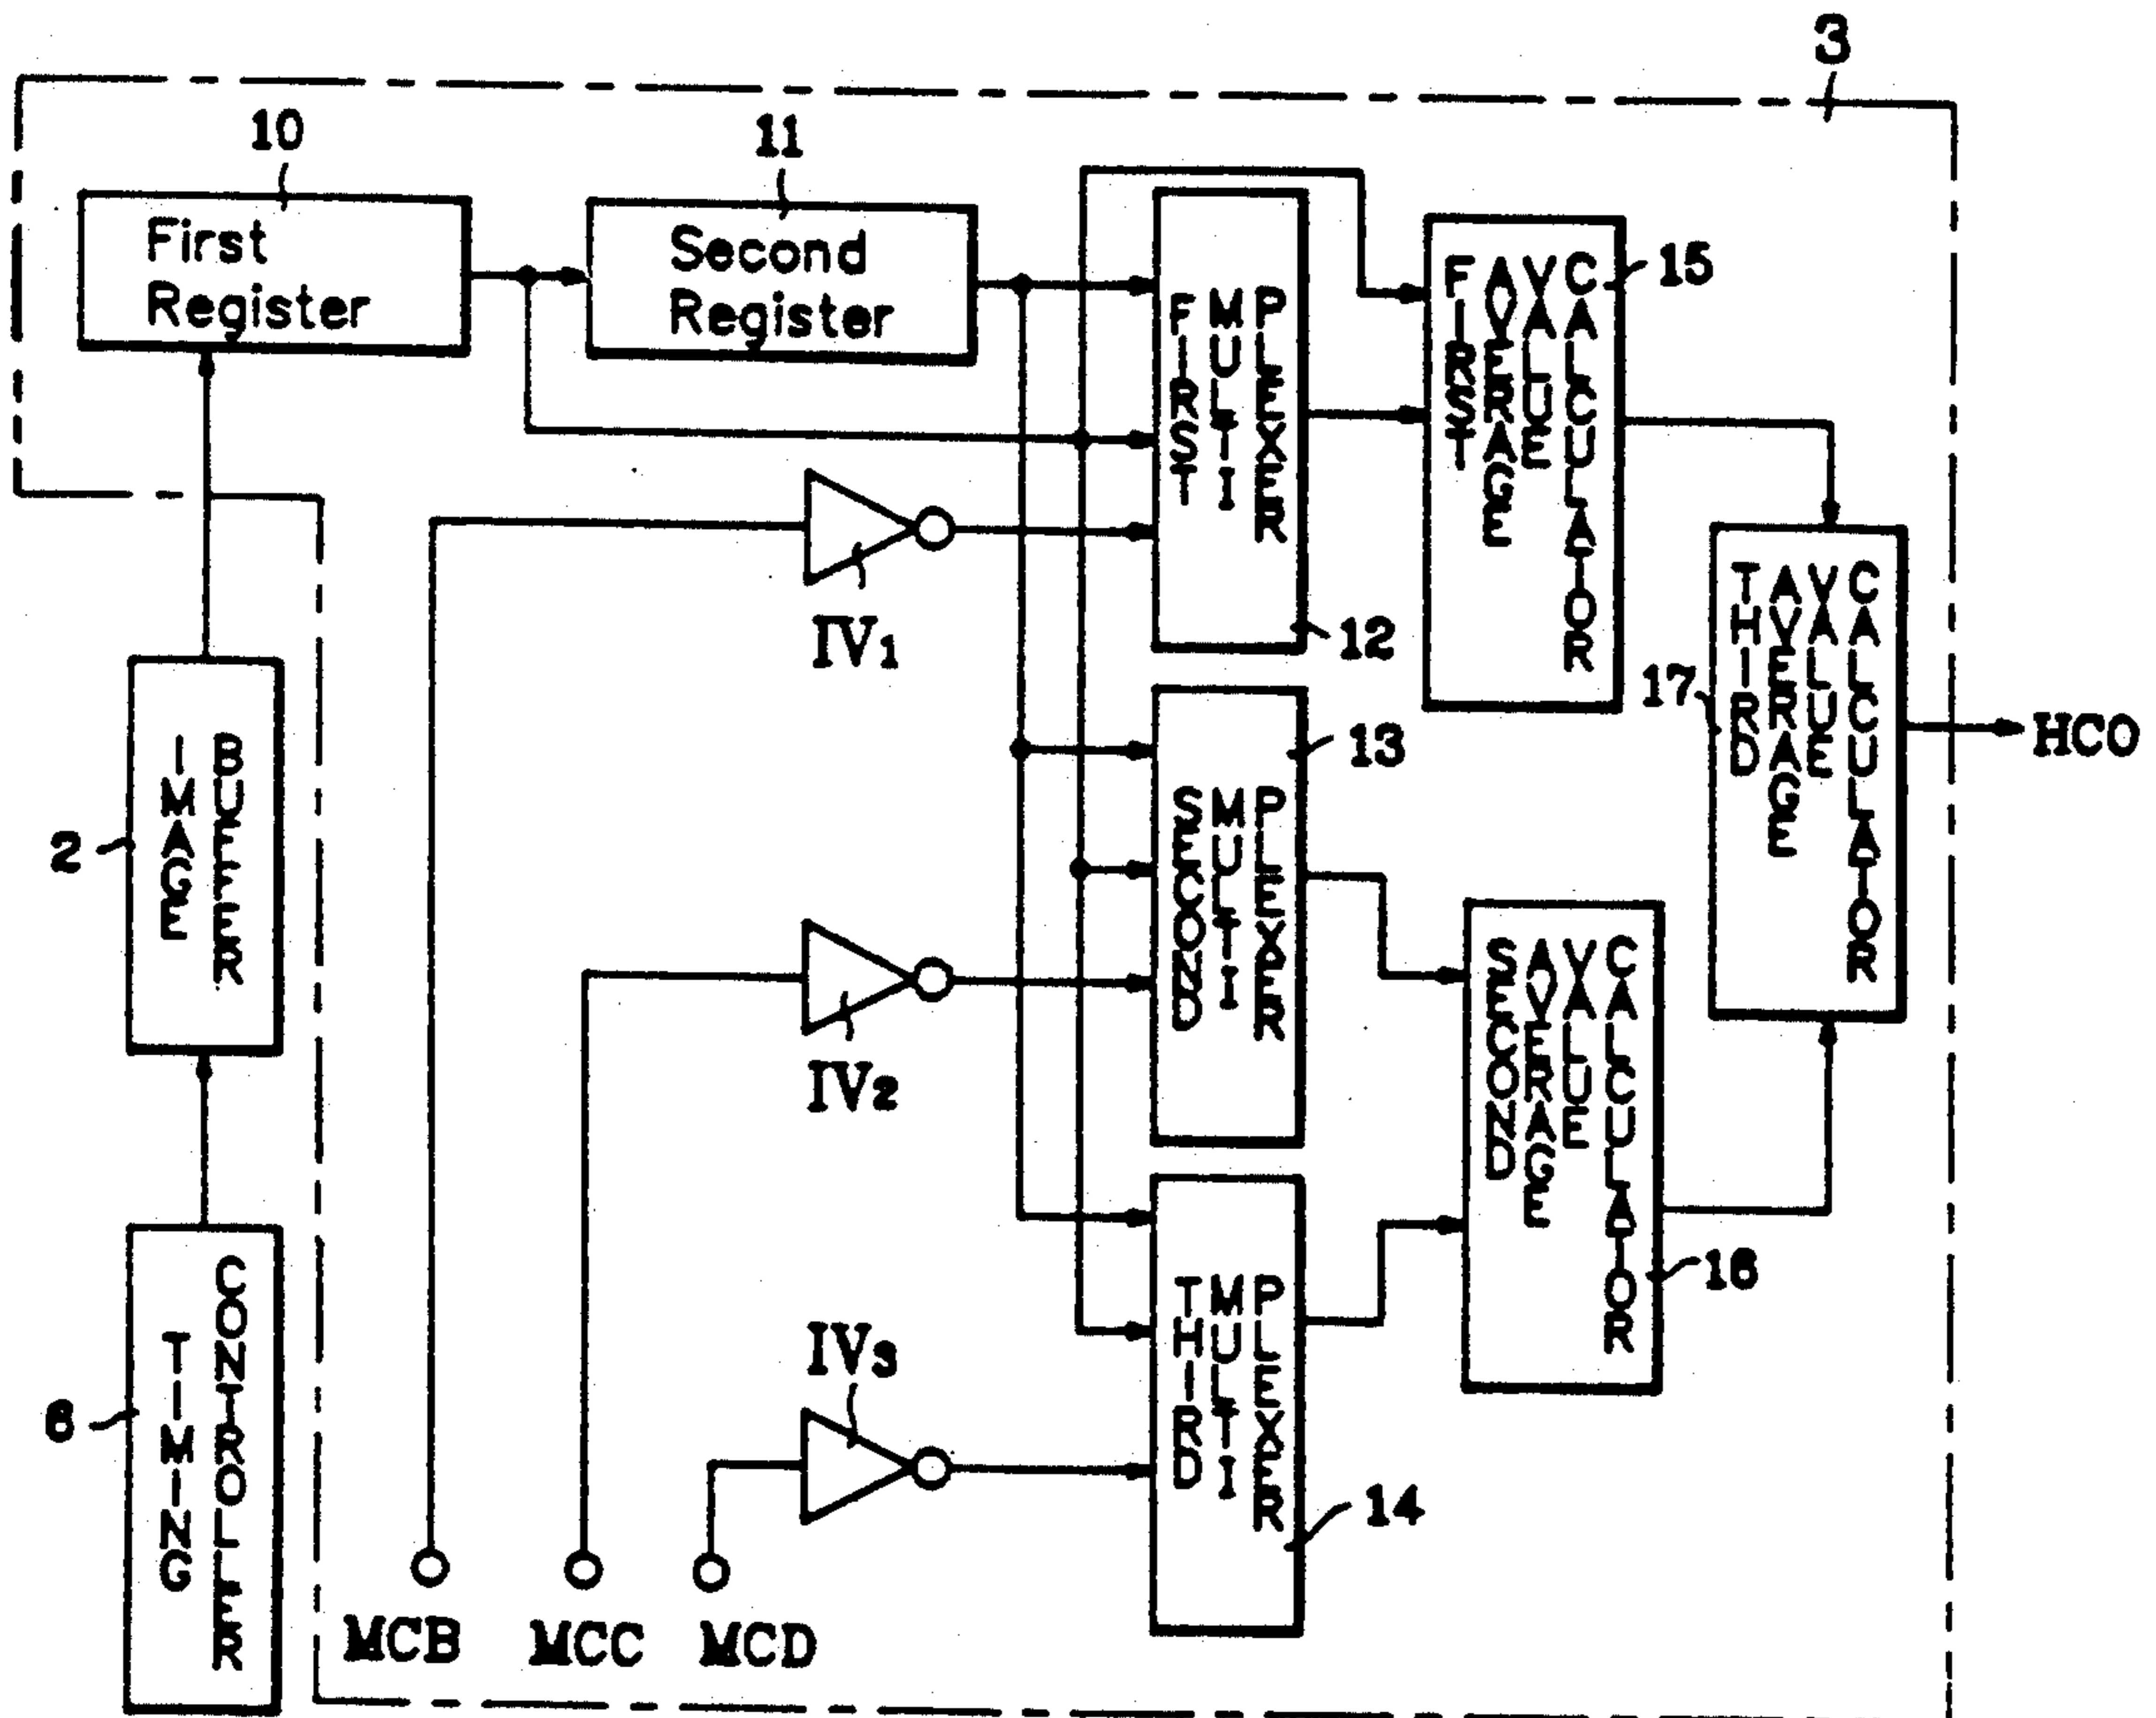 3
10
11
First
Register
Second
Register
FIRST
MULTI
PLEXER
12
FIRST
AVERAGE
VALUE
CALCULATOR
15
IV1
THIRD
AVERAGE
VALUE
CALCULATOR
17
HCO
IMAGE
BUFFER
2
SECOND
MULTI
PLEXER
13
IV2
SECOND
AVERAGE
VALUE
CALCULATOR
16
TIMING
CONTROLLER
6
IV3
THIRD
MULTI
PLEXER
14
MCB
MCC
MCD